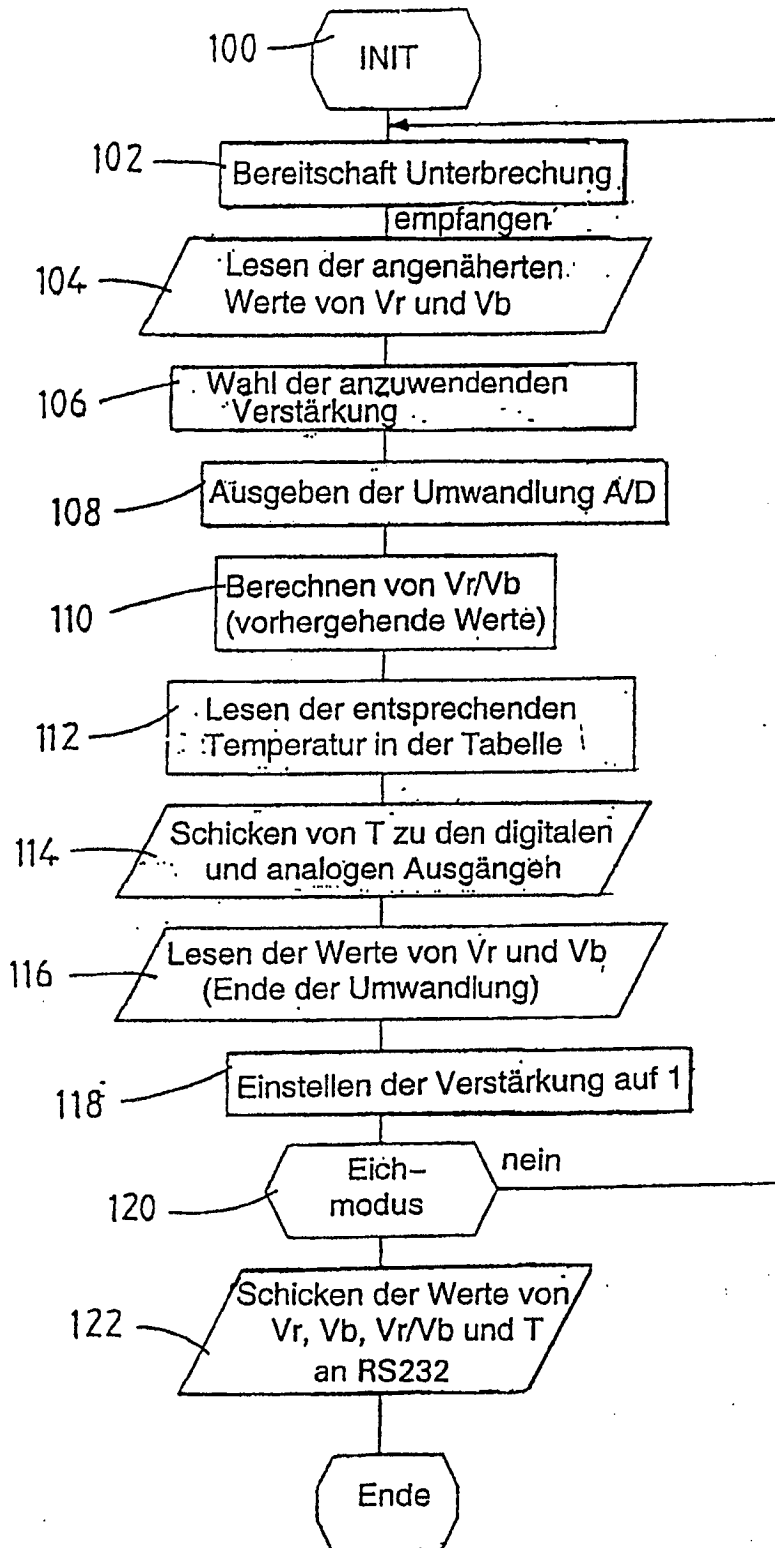 100
INIT
102
Bereitschaft Unterbrechung
empfangen
104
Lesen der angenäherten
Werte von Vr und Vb
106
Wahl der anzuwendenden
Verstärkung
108
Ausgeben der Umwandlung A/D
110
Berechnen von Vr/Vb
(vorhergehende Werte)
112
Lesen der entsprechenden
Temperatur in der Tabelle
114
Schicken von T zu den digitalen
und analogen Ausgängen
116
Lesen der Werte von Vr und Vb
(Ende der Umwandlung)
118
Einstellen der Verstärkung auf 1
120
Eich-
modus
nein
122
Schicken der Werte von
Vr, Vb, Vr/Vb und T
an RS232
Ende